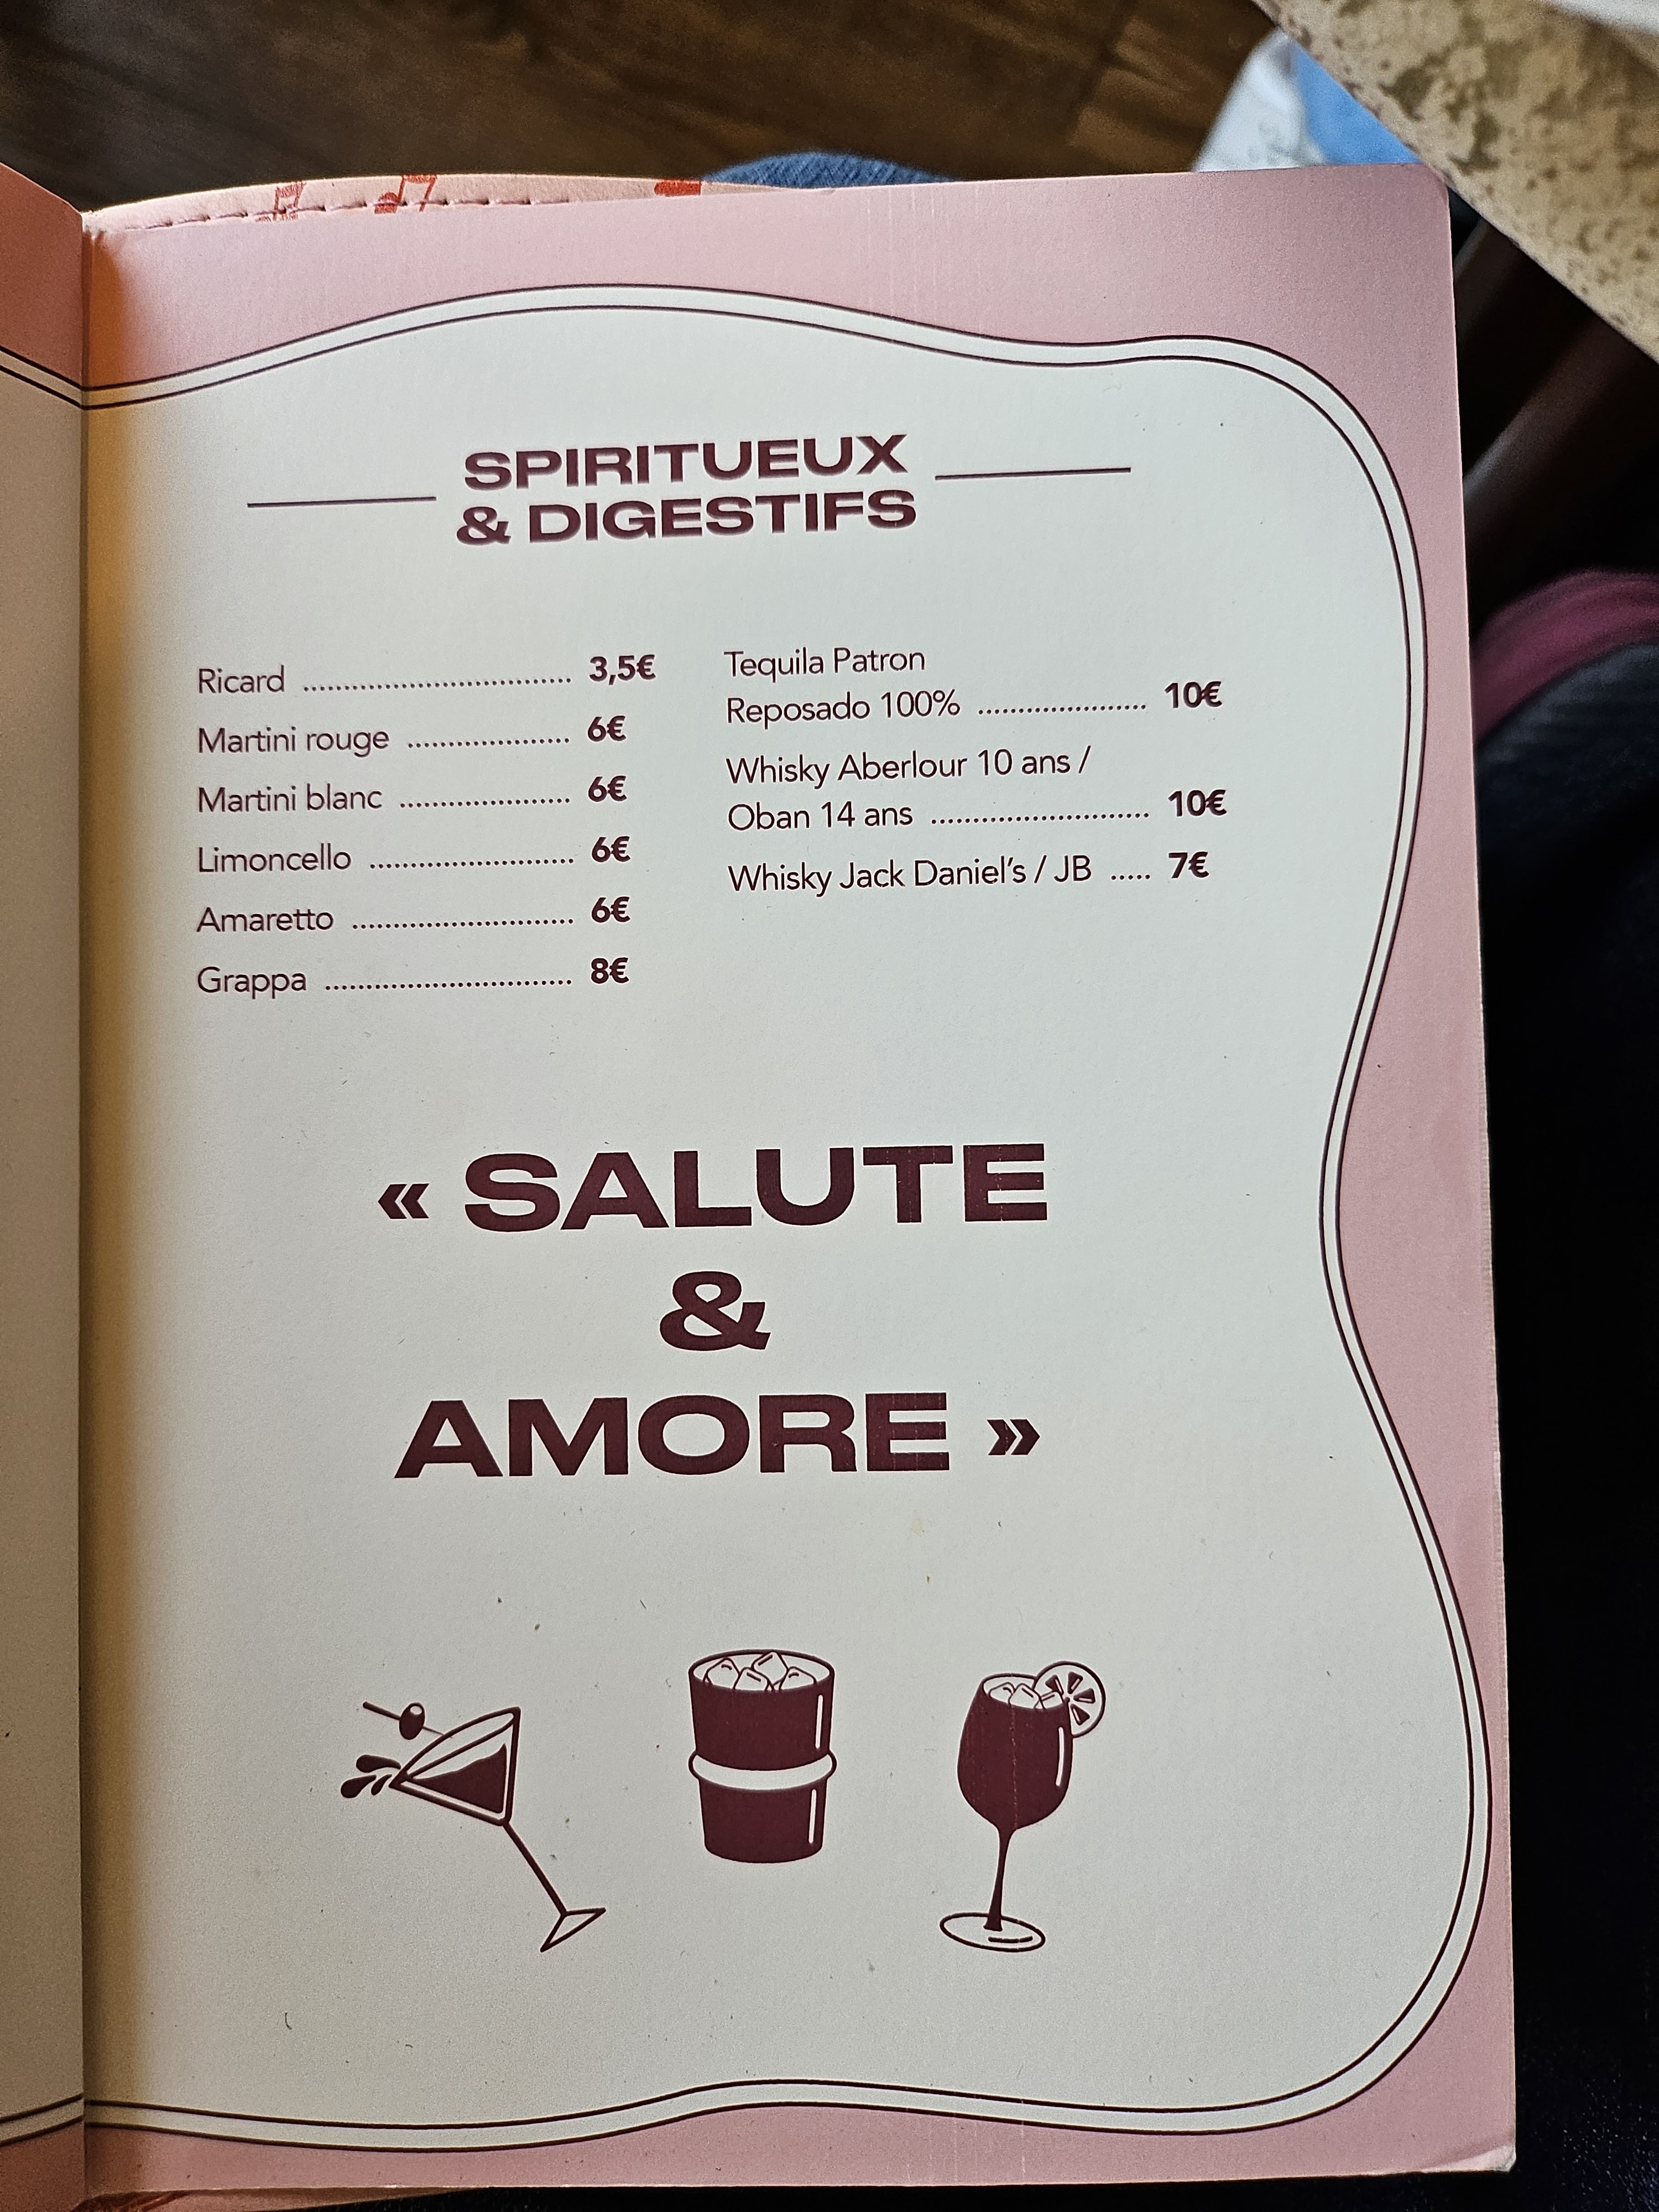 SPIRITUEUX
& DIGESTIFS
Ricard ................................. 3,5€
Martini rouge .................... 6€
Martini blanc ..................... 6€
Limoncello ......................... 6€
Amaretto ........................... 6€
Grappa .............................. 8€
Tequila Patron
Reposado 100% ..................... 10€
Whisky Aberlour 10 ans /
Oban 14 ans ........................... 10€
Whisky Jack Daniel's / JB ..... 7€
« SALUTE
&
AMORE »